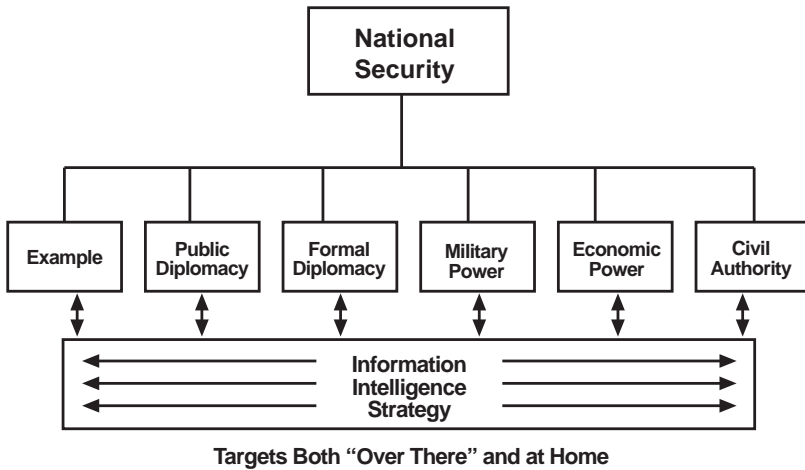 National
Security
Example
Public
Diplomacy
Formal
Diplomacy
Military
Power
Economic
Power
Civil
Authority
Information
Intelligence
Strategy
Targets Both “Over There” and at Home